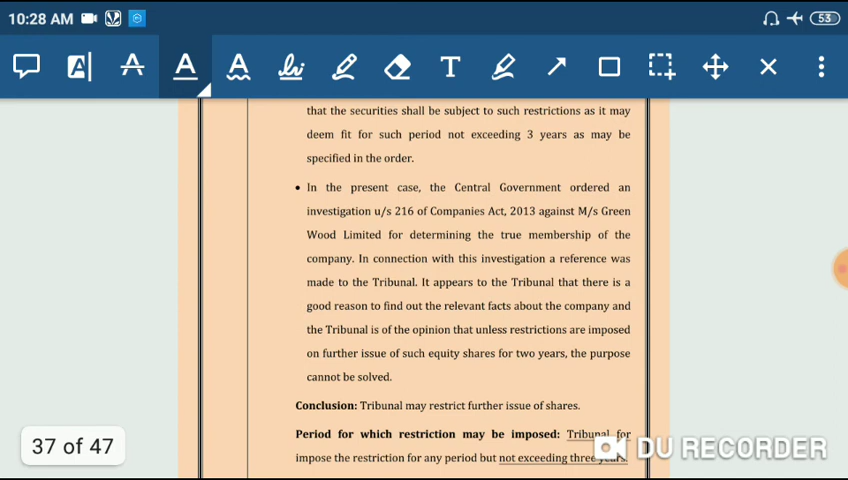 10:28 AM
53
that the securities shall be subject to such restrictions as it may
deem fit for such period not exceeding 3 years as may be
specified in the order.
• In the present case, the Central Government ordered an
investigation u/s 216 of Companies Act, 2013 against M/s Green
Wood Limited for determining the true membership of the
company. In connection with this investigation a reference was
made to the Tribunal. It appears to the Tribunal that there is a
good reason to find out the relevant facts about the company and
the Tribunal is of the opinion that unless restrictions are imposed
on further issue of such equity shares for two years, the purpose
cannot be solved.
Conclusion: Tribunal may restrict further issue of shares.
Period for which restriction may be imposed: Tribunal for
impose the restriction for any period but not exceeding three years.
37 of 47
DU RECORDER